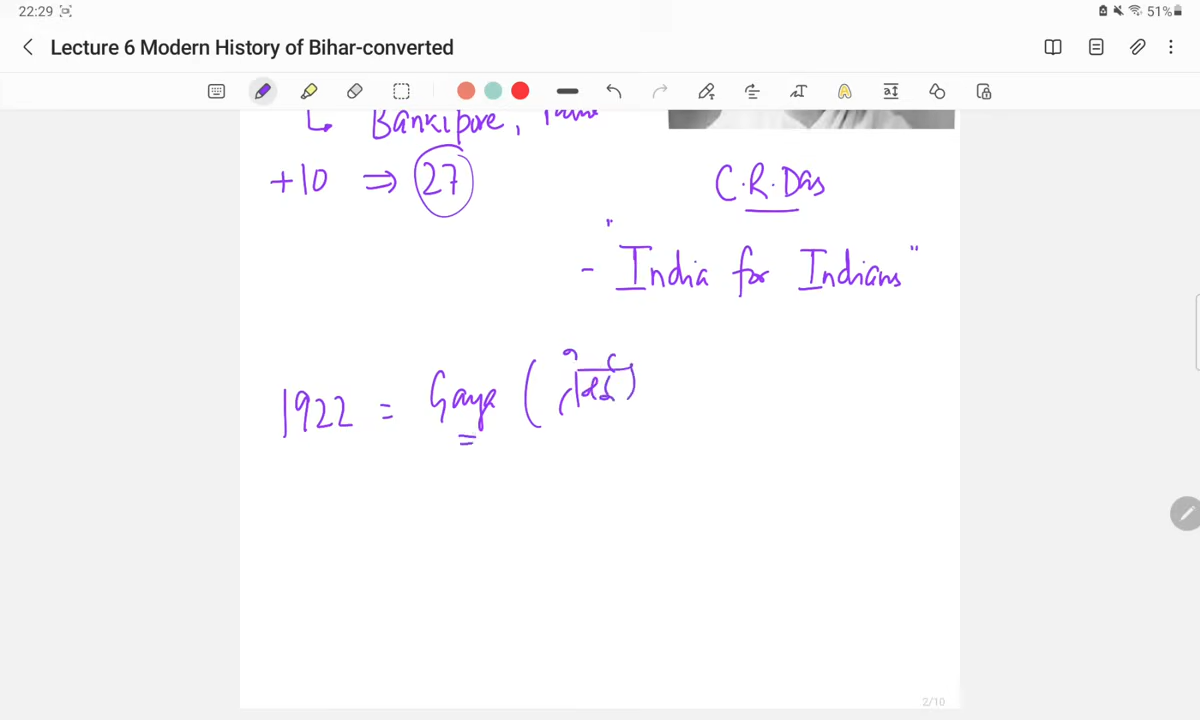 22:29 51%
Lecture 6 Modern History of Bihar-converted
↳ Bankipore,
+10 ⇒ 27
C.R.Das
- "India for Indians"
1922 = Gaya (
2/10